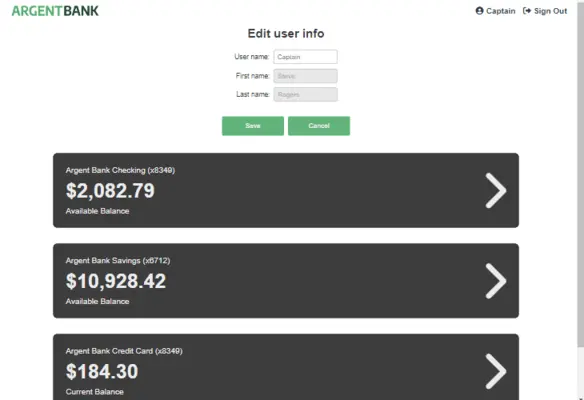 ARGENTBANK
Captain Sign Out
Edit user info
User name: Captain
First name: Steve
Last name: Rogers
Save Cancel
Argent Bank Checking (x8349)
$2,082.79
Available Balance
Argent Bank Savings (x6712)
$10,928.42
Available Balance
Argent Bank Credit Card (x8349)
$184.30
Current Balance